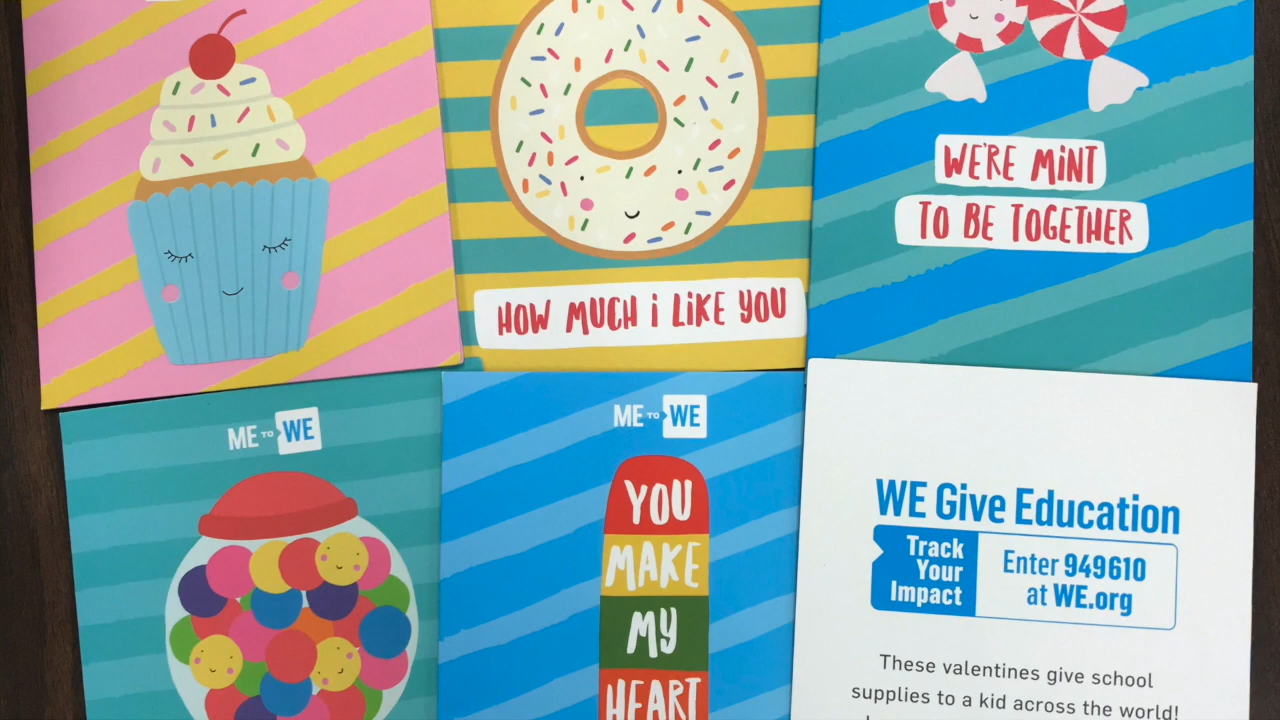 HOW MUCH i LiKE YOU
WE'RE MiNT
TO BE TOGETHER
ME TO WE
ME TO WE
YOU
MAKE
MY
HEART
WE Give Education
Track
Your
Impact
Enter 949610
at WE.org
These valentines give school
supplies to a kid across the world!